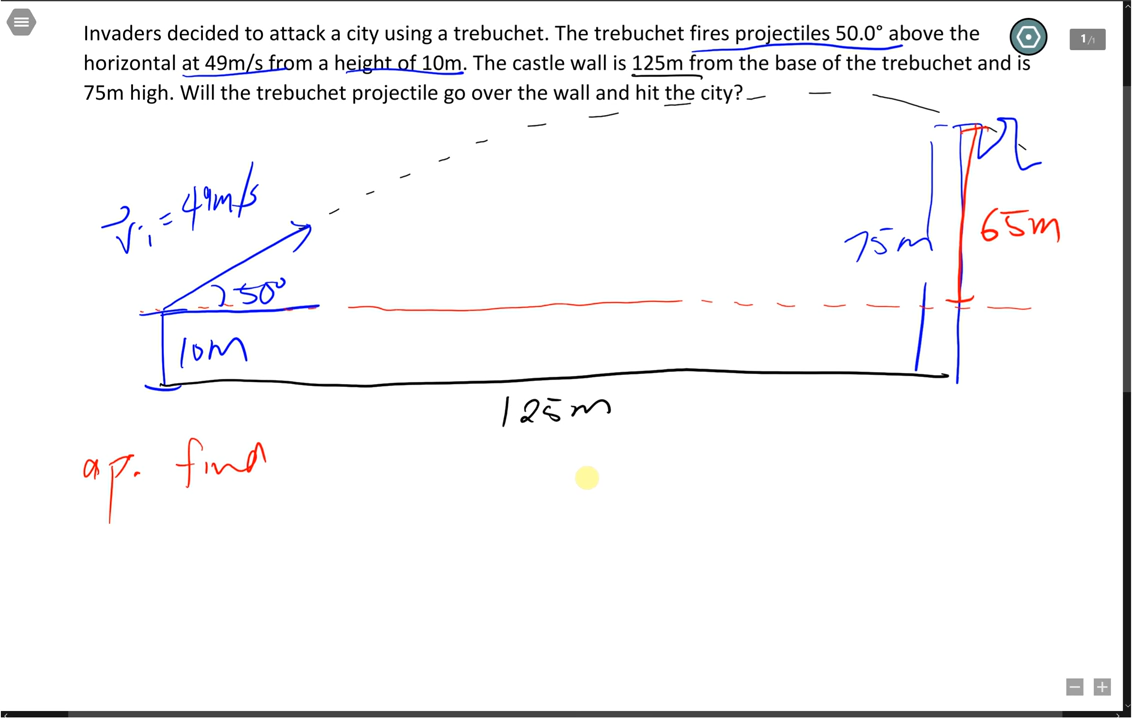 Invaders decided to attack a city using a trebuchet. The trebuchet fires projectiles 50.0° above the
horizontal at 49m/s from a height of 10m. The castle wall is 125m from the base of the trebuchet and is
75m high. Will the trebuchet projectile go over the wall and hit the city?
1/1
v⃗i = 49m/s
50°
75m
65m
10m
125m
ap. find